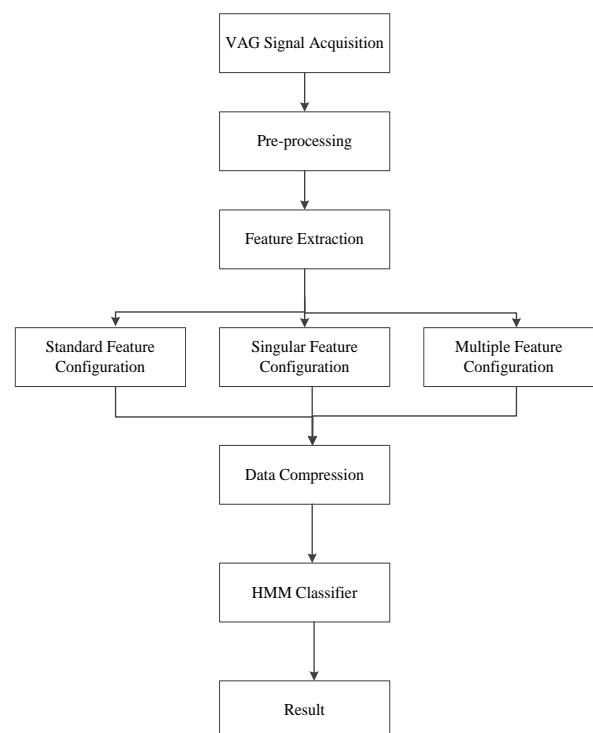 VAG Signal Acquisition
Pre-processing
Feature Extraction
Standard Feature
Configuration
Singular Feature
Configuration
Multiple Feature
Configuration
Data Compression
HMM Classifier
Result